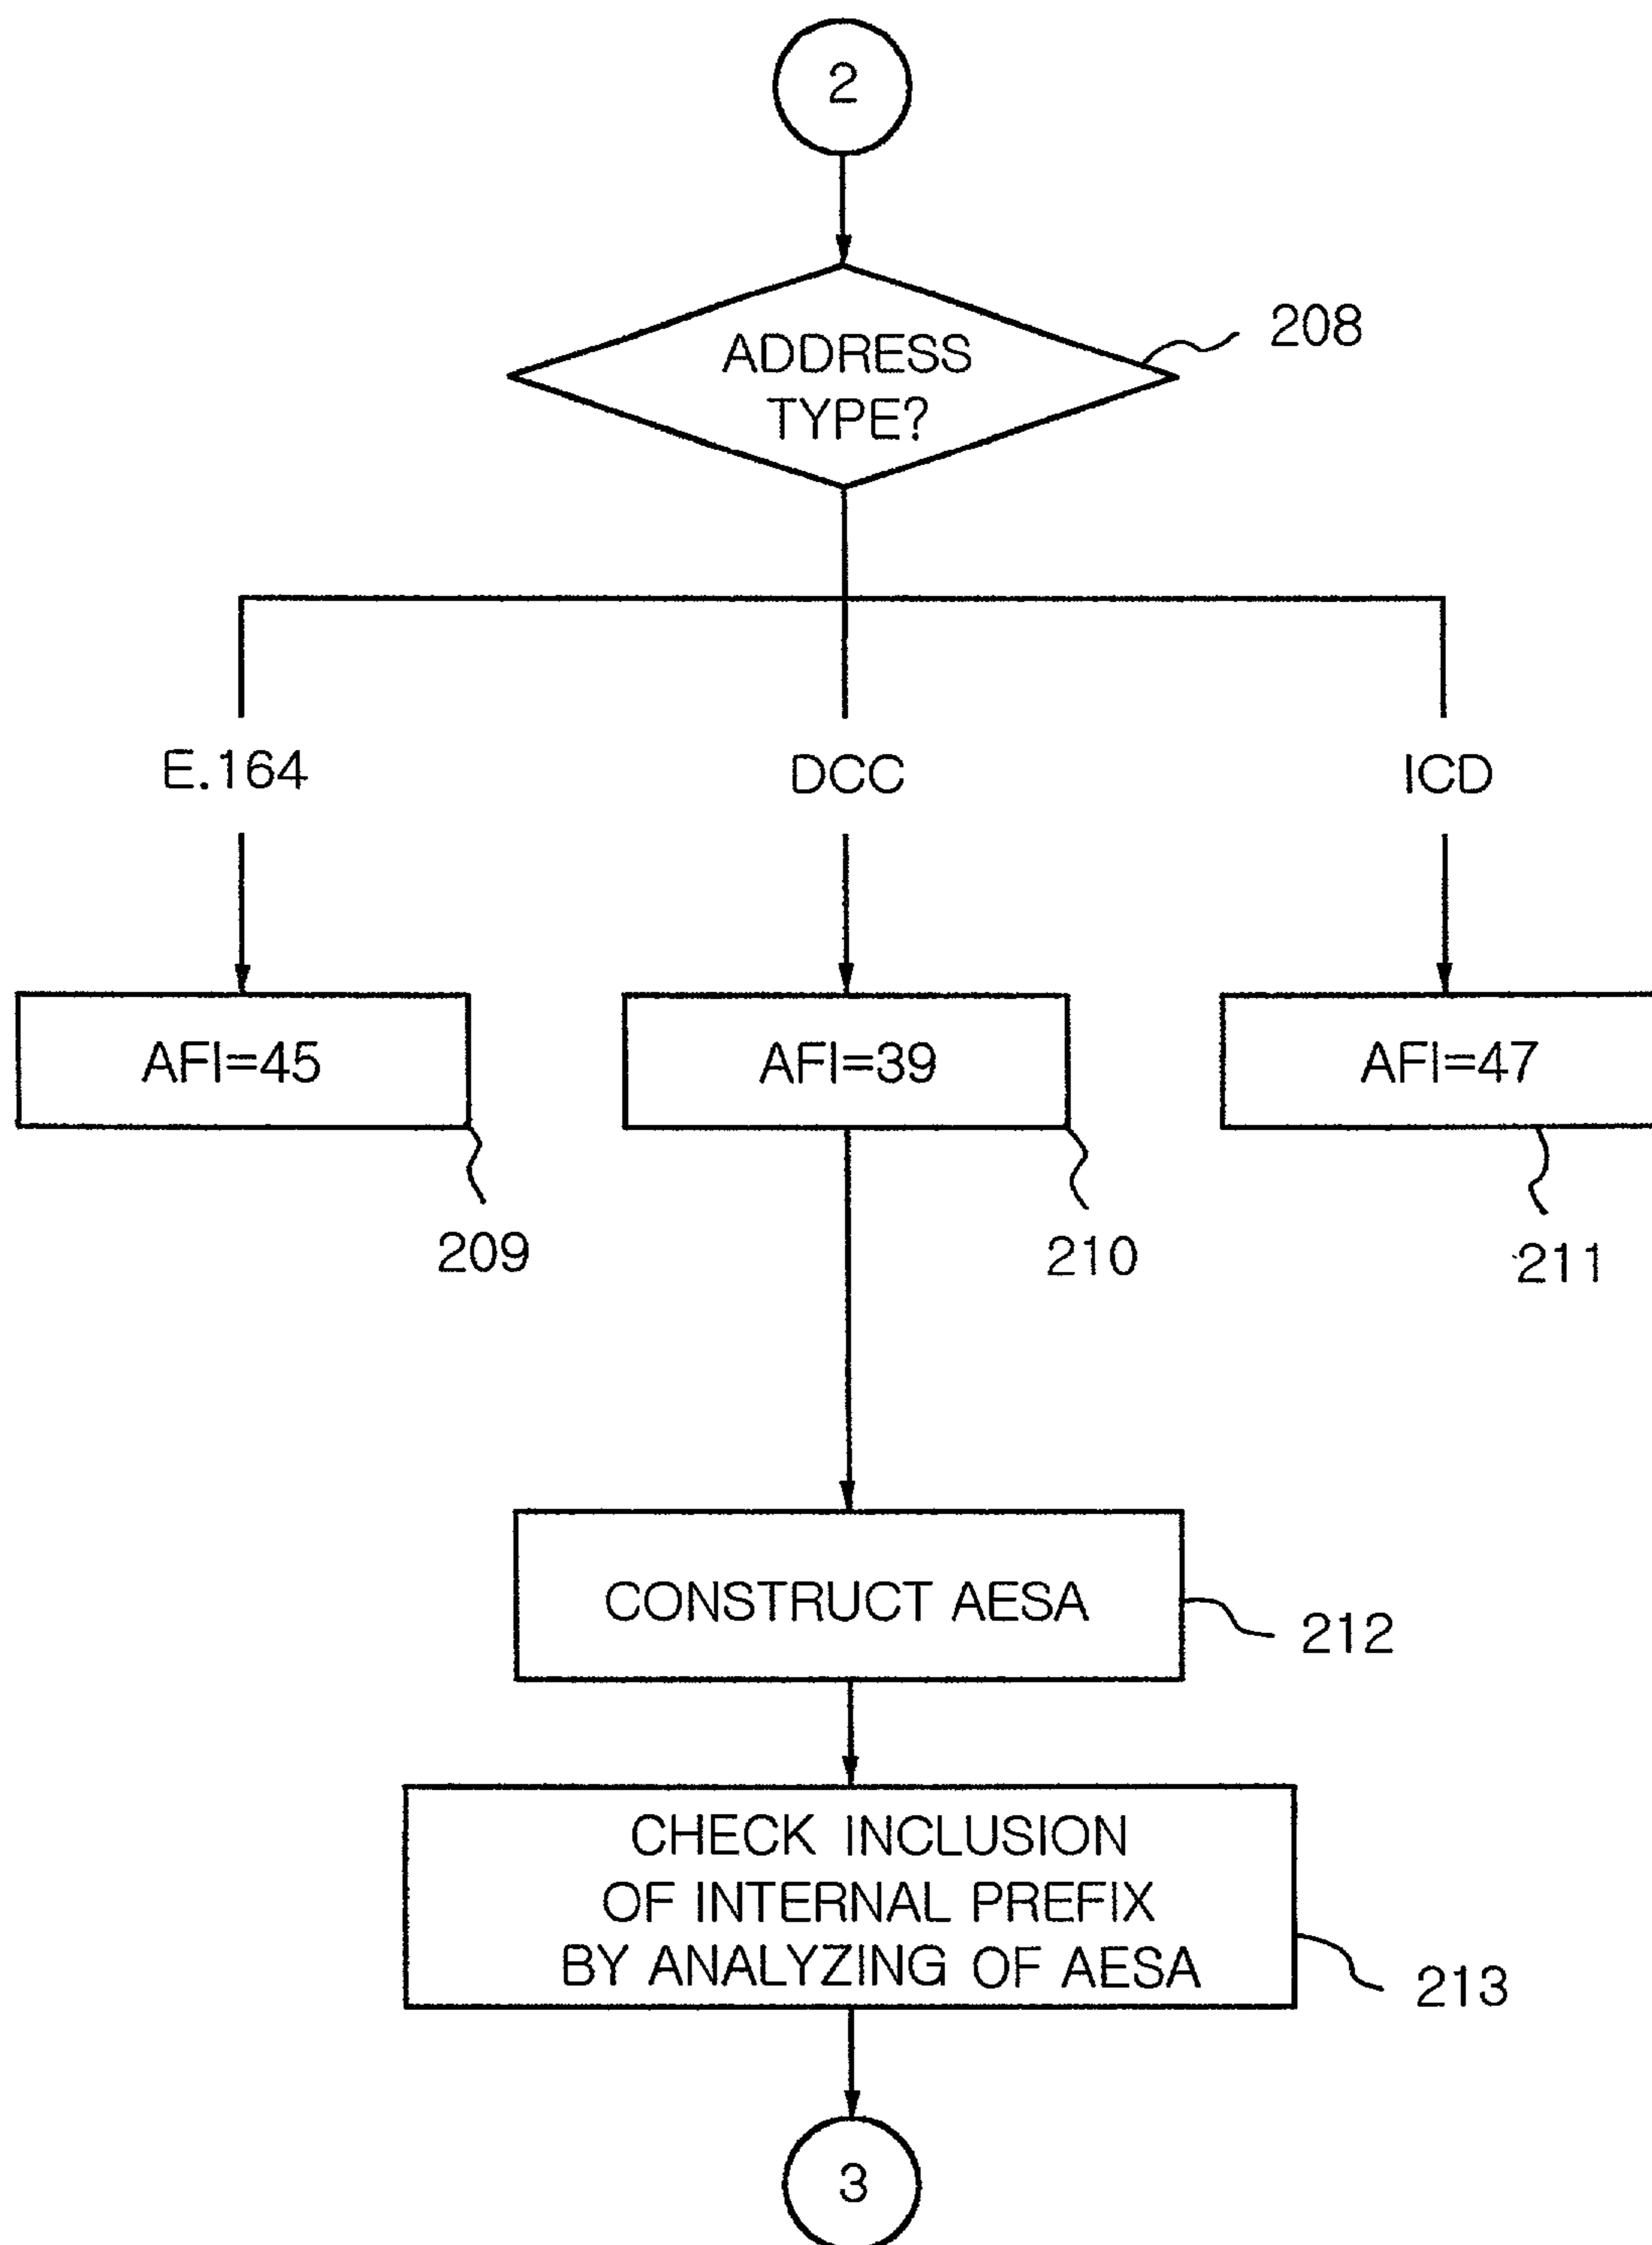 2
ADDRESS
TYPE?
208
E.164
DCC
ICD
AFI=45
AFI=39
AFI=47
209
210
211
CONSTRUCT AESA
212
CHECK INCLUSION
OF INTERNAL PREFIX
BY ANALYZING OF AESA
213
3